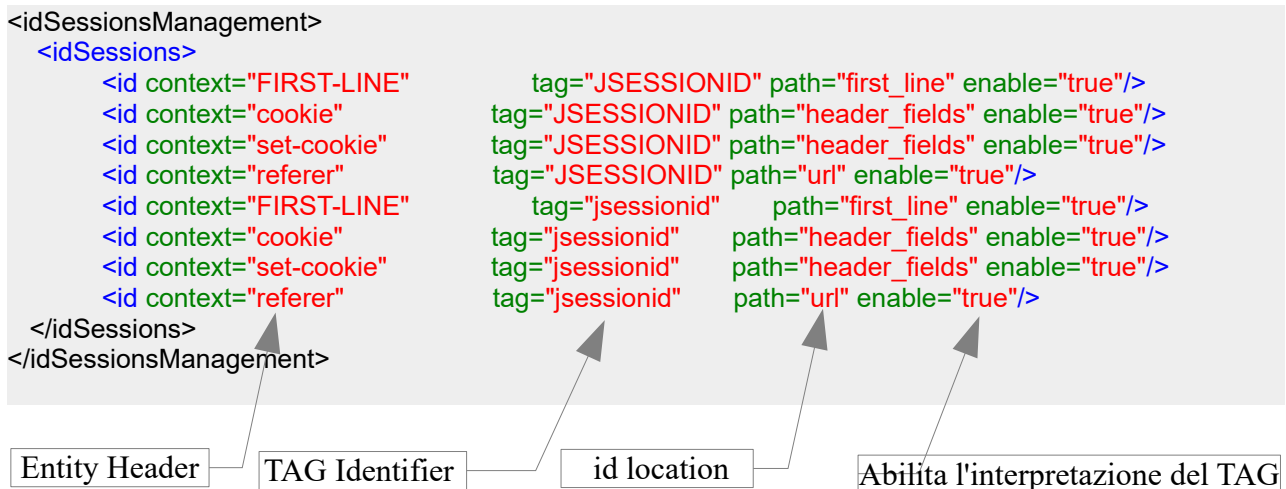 <idSessionsManagement>
<idSessions>
<id context="FIRST-LINE" tag="JSESSIONID" path="first_line" enable="true"/>
<id context="cookie" tag="JSESSIONID" path="header_fields" enable="true"/>
<id context="set-cookie" tag="JSESSIONID" path="header_fields" enable="true"/>
<id context="referer" tag="JSESSIONID" path="url" enable="true"/>
<id context="FIRST-LINE" tag="jsessionid" path="first_line" enable="true"/>
<id context="cookie" tag="jsessionid" path="header_fields" enable="true"/>
<id context="set-cookie" tag="jsessionid" path="header_fields" enable="true"/>
<id context="referer" tag="jsessionid" path="url" enable="true"/>
</idSessions>
</idSessionsManagement>
Entity Header TAG Identifier id location Abilita l'interpretazione del TAG